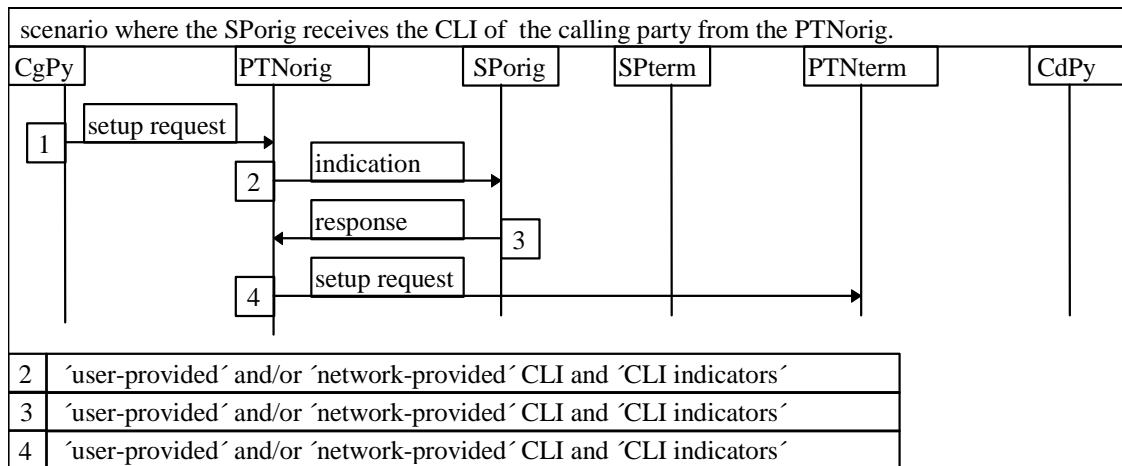 scenario where the SPorig receives the CLI of the calling party from the PTNorig.
CgPy PTNorig SPorig SPterm PTNterm CdPy
setup request
1
indication
2
response
3
setup request
4
2 ´user-provided´ and/or ´network-provided´ CLI and ´CLI indicators´
3 ´user-provided´ and/or ´network-provided´ CLI and ´CLI indicators´
4 ´user-provided´ and/or ´network-provided´ CLI and ´CLI indicators´